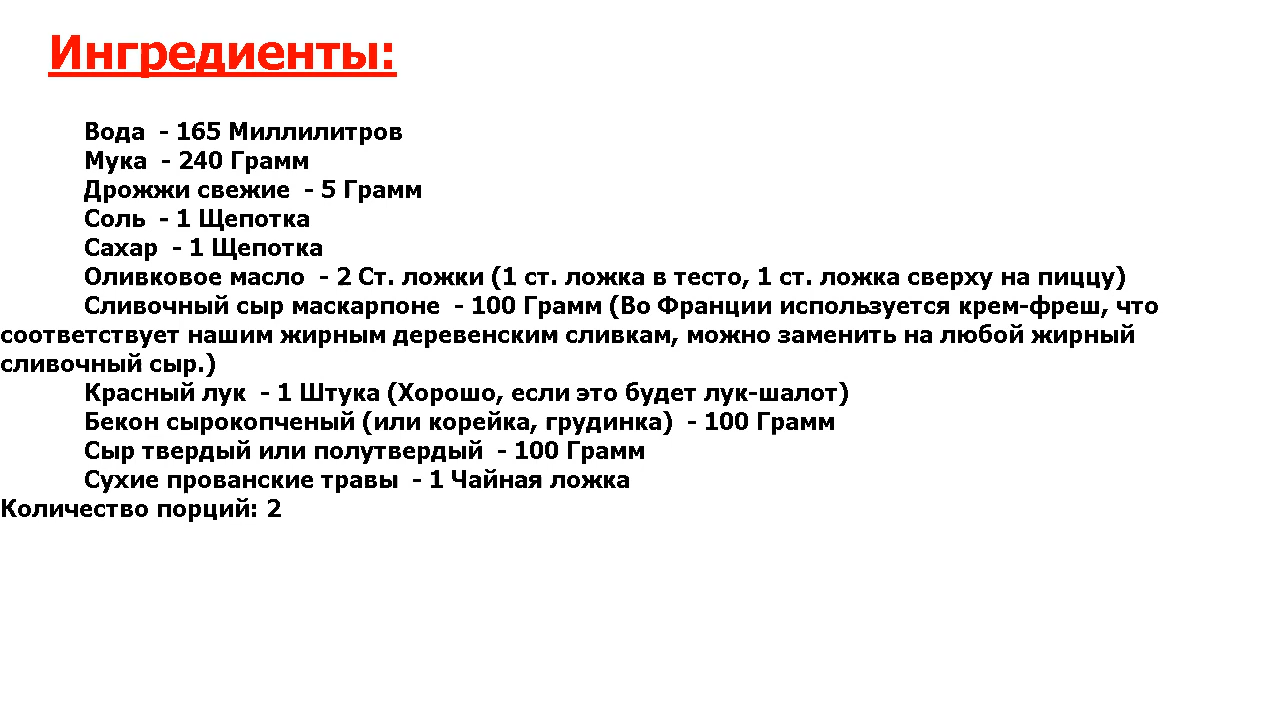 Ингредиенты:
Вода  - 165 Миллилитров
Мука  - 240 Грамм
Дрожжи свежие  - 5 Грамм
Соль  - 1 Щепотка
Сахар  - 1 Щепотка
Оливковое масло  - 2 Ст. ложки (1 ст. ложка в тесто, 1 ст. ложка сверху на пиццу)
Сливочный сыр маскарпоне  - 100 Грамм (Во Франции используется крем-фреш, что
соответствует нашим жирным деревенским сливкам, можно заменить на любой жирный
сливочный сыр.)
Красный лук  - 1 Штука (Хорошо, если это будет лук-шалот)
Бекон сырокопченый (или корейка, грудинка)  - 100 Грамм
Сыр твердый или полутвердый  - 100 Грамм
Сухие прованские травы  - 1 Чайная ложка
Количество порций: 2